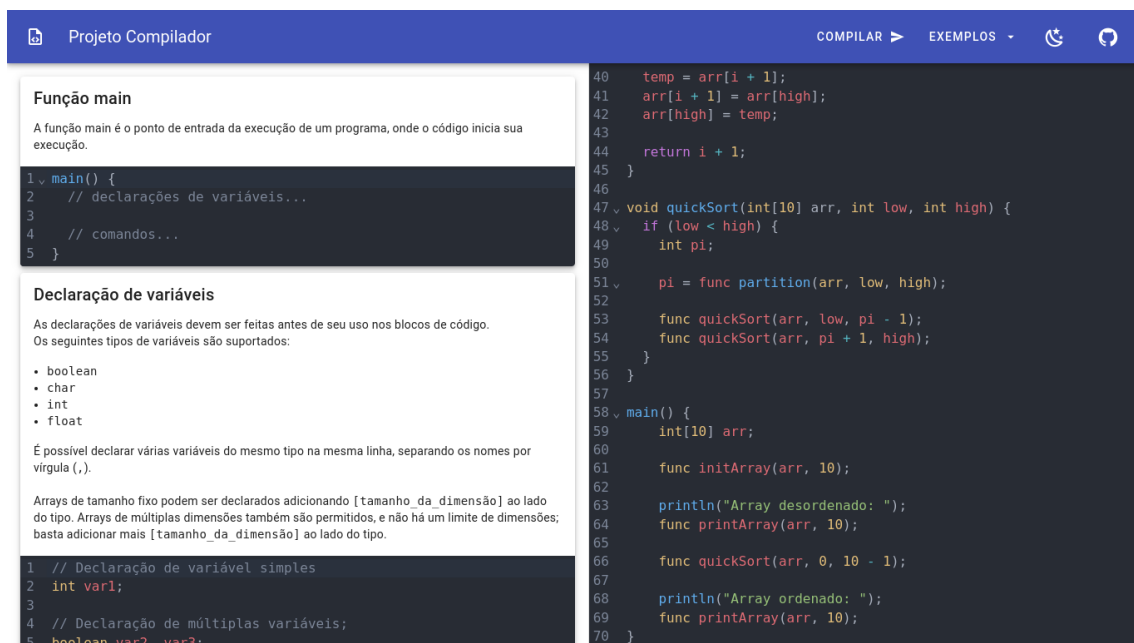 Projeto Compilador
COMPILAR
EXEMPLOS
Função main
A função main é o ponto de entrada da execução de um programa, onde o código inicia sua
execução.
1 main() {
2 // declarações de variáveis...
3
4 // comandos...
5 }
Declaração de variáveis
As declarações de variáveis devem ser feitas antes de seu uso nos blocos de código.
Os seguintes tipos de variáveis são suportados:
• boolean
• char
• int
• float
É possível declarar várias variáveis do mesmo tipo na mesma linha, separando os nomes por
vírgula (,).
Arrays de tamanho fixo podem ser declarados adicionando [tamanho_da_dimensão] ao lado
do tipo. Arrays de múltiplas dimensões também são permitidos, e não há um limite de dimensões;
basta adicionar mais [tamanho_da_dimensão] ao lado do tipo.
1 // Declaração de variável simples
2 int var1;
3
4 // Declaração de múltiplas variáveis;
5 boolean var2, var3;
40 temp = arr[i + 1];
41 arr[i + 1] = arr[high];
42 arr[high] = temp;
43
44 return i + 1;
45 }
46
47 void quickSort(int[10] arr, int low, int high) {
48 if (low < high) {
49 int pi;
50
51 pi = func partition(arr, low, high);
52
53 func quickSort(arr, low, pi - 1);
54 func quickSort(arr, pi + 1, high);
55 }
56 }
57
58 main() {
59 int[10] arr;
60
61 func initArray(arr, 10);
62
63 println("Array desordenado: ");
64 func printArray(arr, 10);
65
66 func quickSort(arr, 0, 10 - 1);
67
68 println("Array ordenado: ");
69 func printArray(arr, 10);
70 }